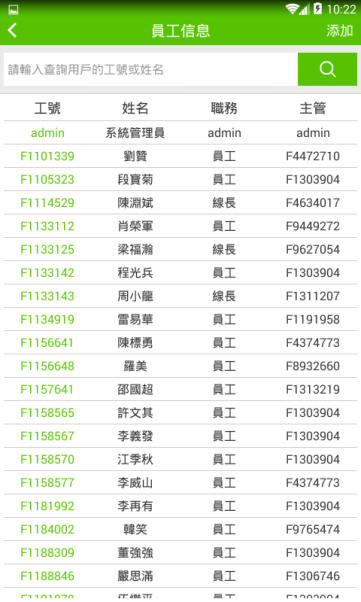 10:22
員工信息 添加
請輸入查詢用戶的工號或姓名
工號 姓名 職務 主管
admin 系統管理員 admin admin
F1101339 劉贊 員工 F4472710
F1105323 段寶菊 員工 F1303904
F1114529 陳淵斌 線長 F4634017
F1133112 肖榮軍 員工 F9449272
F1133125 梁福瀚 線長 F9627054
F1133142 程光兵 員工 F1303904
F1133143 周小龍 線長 F1311207
F1134919 雷易華 員工 F1191958
F1156641 陳標勇 員工 F4374773
F1156648 羅美 員工 F8932660
F1157641 邵國超 員工 F1313219
F1158565 許文其 員工 F1303904
F1158567 李義發 員工 F1303904
F1158570 江季秋 員工 F1303904
F1158577 李威山 員工 F4374773
F1181992 李再有 員工 F1303904
F1184002 韓笑 員工 F9765474
F1188309 董強強 員工 F1303904
F1188846 嚴思滿 員工 F1306746